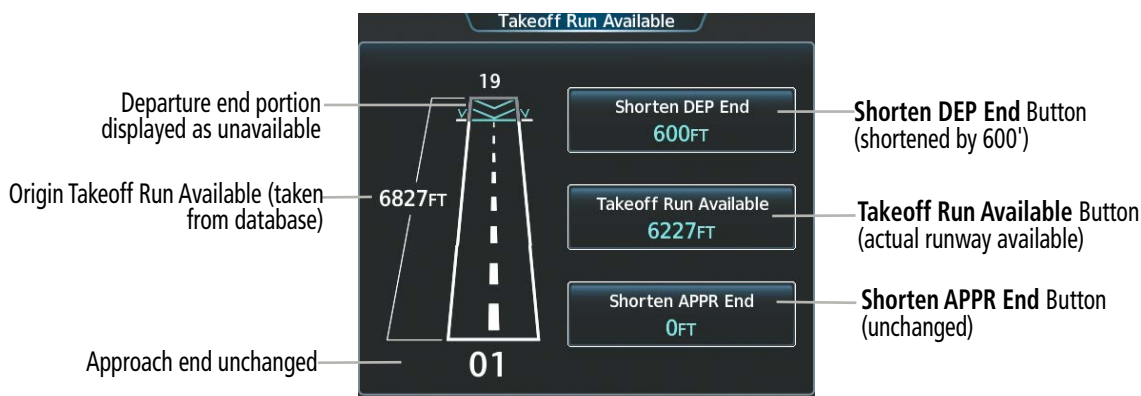 Takeoff Run Available
19
Departure end portion
displayed as unavailable
Shorten DEP End
600FT
Shorten DEP End Button
(shortened by 600')
Origin Takeoff Run Available (taken
from database)
6827FT
Takeoff Run Available
6227FT
Takeoff Run Available Button
(actual runway available)
Shorten APPR End
0FT
Shorten APPR End Button
(unchanged)
Approach end unchanged
01